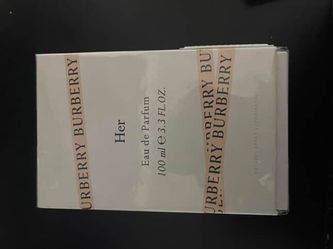 BURBERRY BURBERRY
Her
Eau de Parfum
100 ml ℮ 3.3 FL.OZ.
BURBERRY BURBERRY